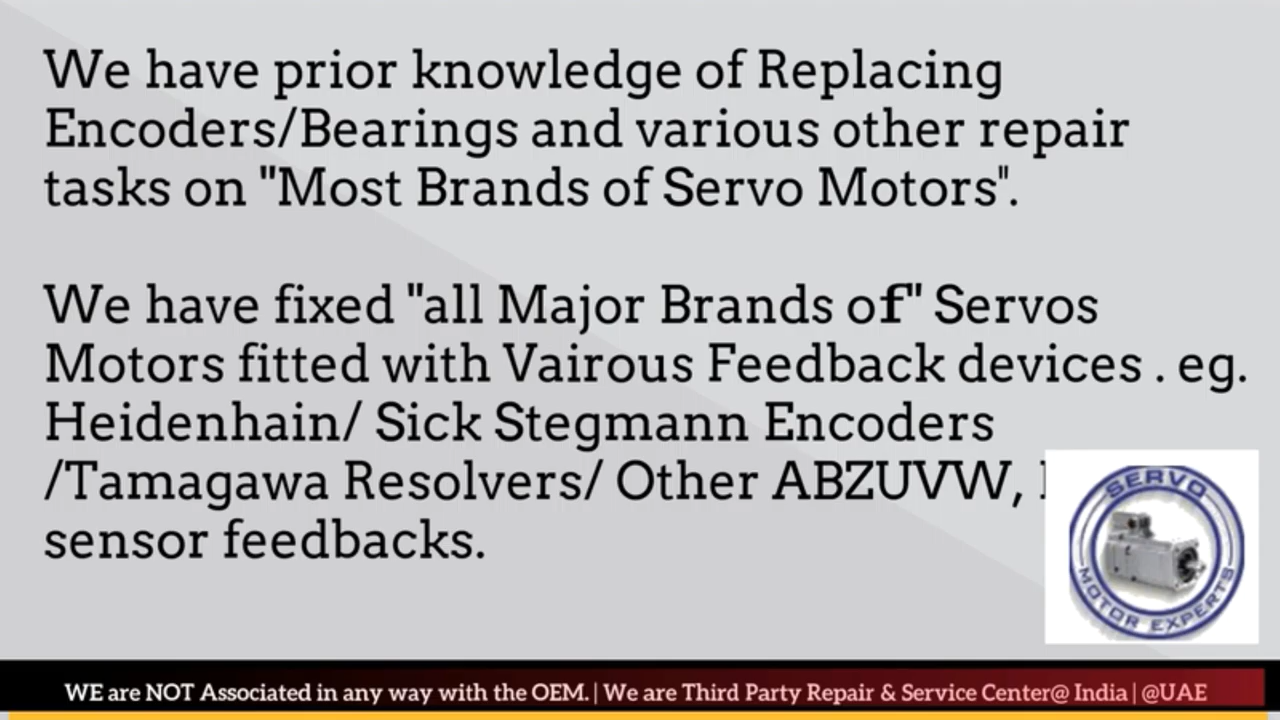 We have prior knowledge of Replacing
Encoders/Bearings and various other repair
tasks on "Most Brands of Servo Motors".
We have fixed "all Major Brands of" Servos
Motors fitted with Vairous Feedback devices . eg.
Heidenhain/ Sick Stegmann Encoders
/Tamagawa Resolvers/ Other ABZUVW,
sensor feedbacks.
SERVO
MOTOR EXPERTS
WE are NOT Associated in any way with the OEM. | We are Third Party Repair & Service Center@ India | @UAE